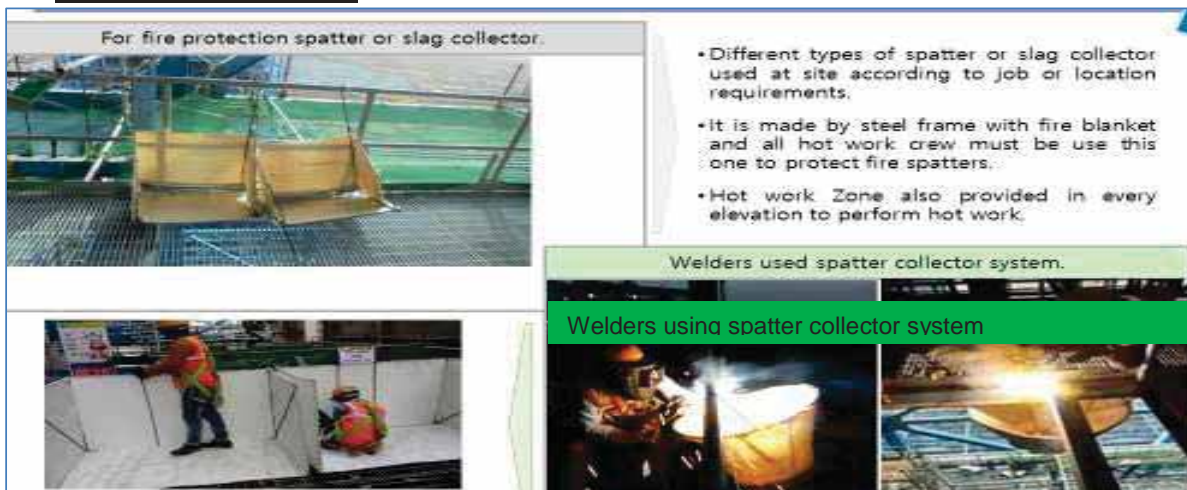 For fire protection spatter or slag collector.
•Different types of spatter or slag collector
used at site according to job or location
requirements.
•It is made by steel frame with fire blanket
and all hot work crew must be use this
one to protect fire spatters.
•Hot work Zone also provided in every
elevation to perform hot work.
Welders used spatter collector system.
Welders using spatter collector system